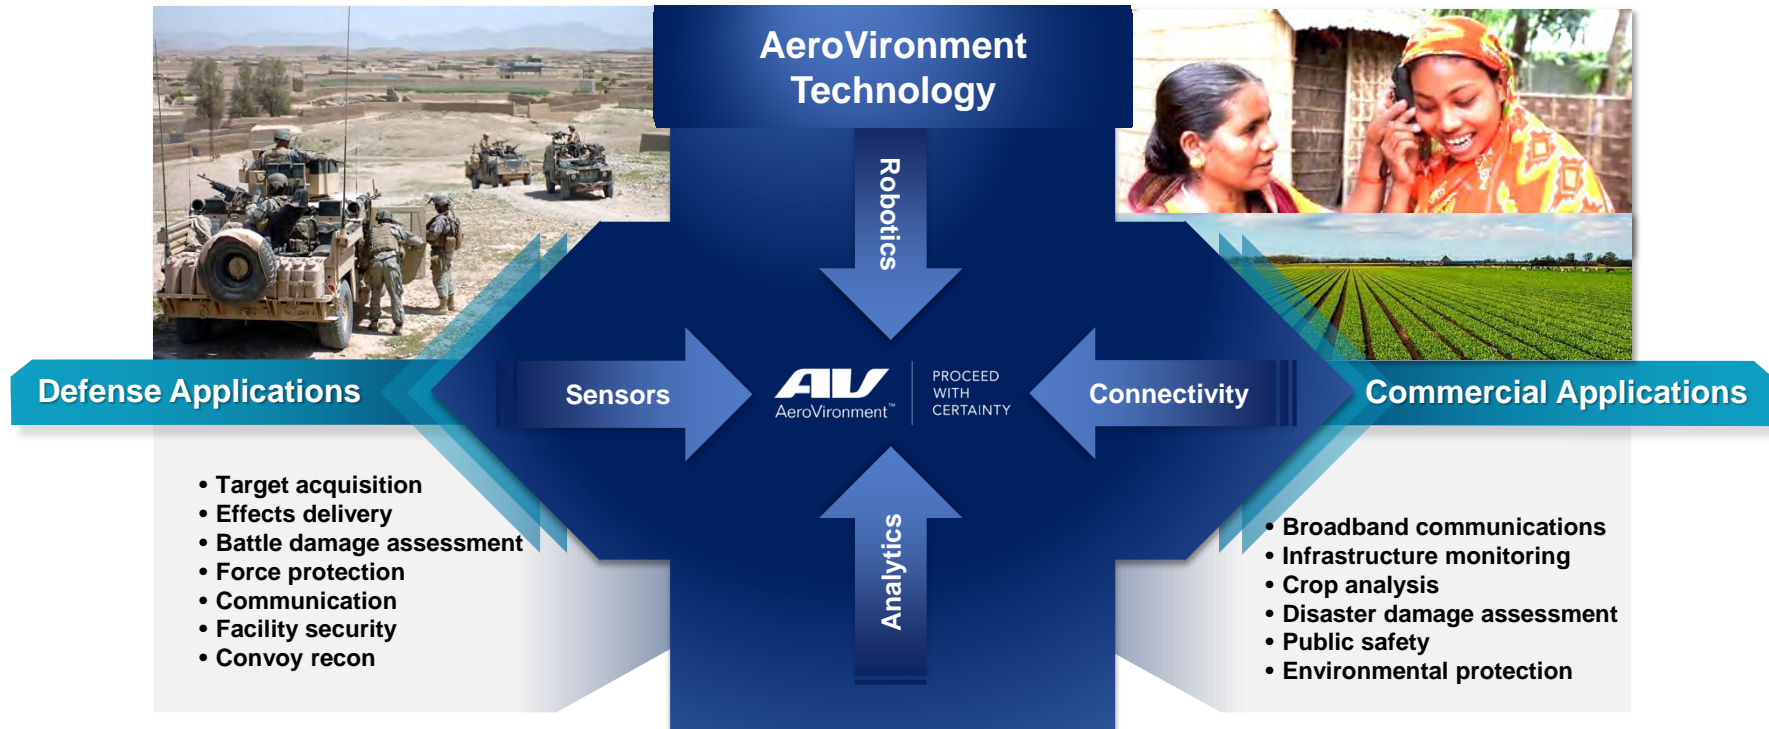 AeroVironment
Technology
Robotics
Defense Applications
Sensors
AV
AeroVironment™
PROCEED
WITH
CERTAINTY
Connectivity
Commercial Applications
Analytics
• Target acquisition
• Effects delivery
• Battle damage assessment
• Force protection
• Communication
• Facility security
• Convoy recon
• Broadband communications
• Infrastructure monitoring
• Crop analysis
• Disaster damage assessment
• Public safety
• Environmental protection